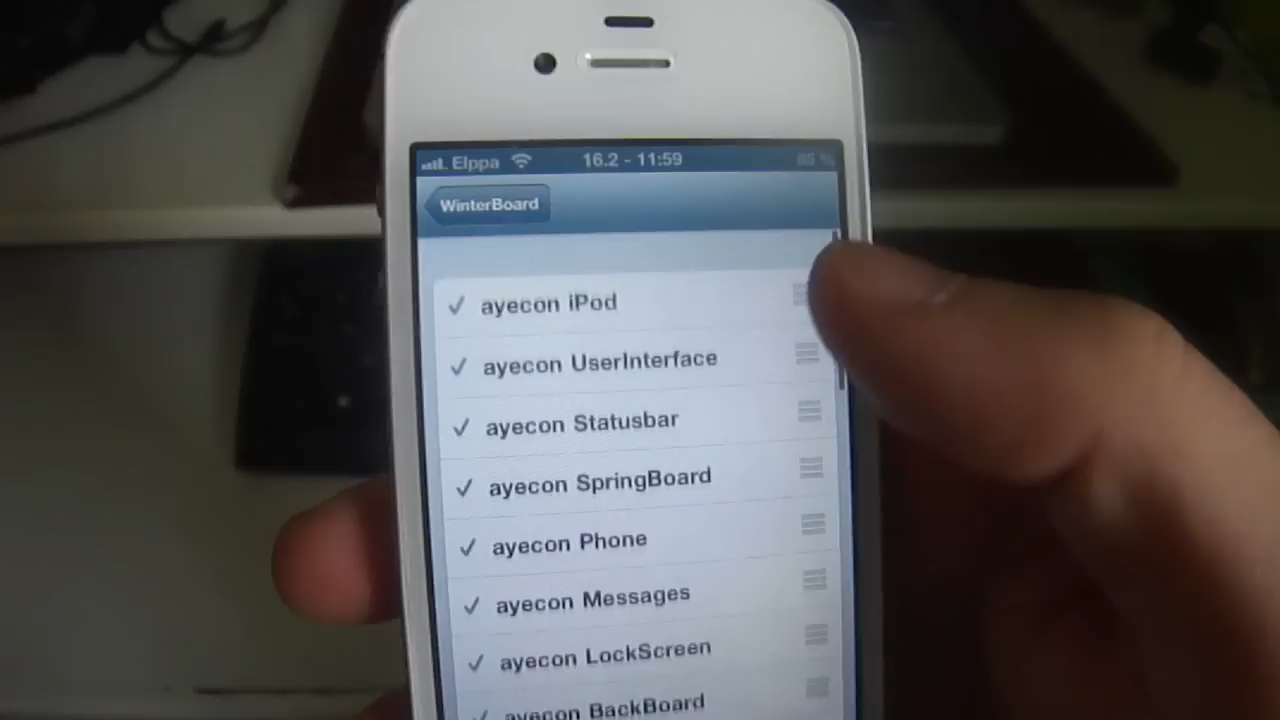 Elppa 16.2 - 11:59 85 %
WinterBoard
ayecon iPod
ayecon UserInterface
ayecon Statusbar
ayecon SpringBoard
ayecon Phone
ayecon Messages
ayecon LockScreen
ayecon BackBoard